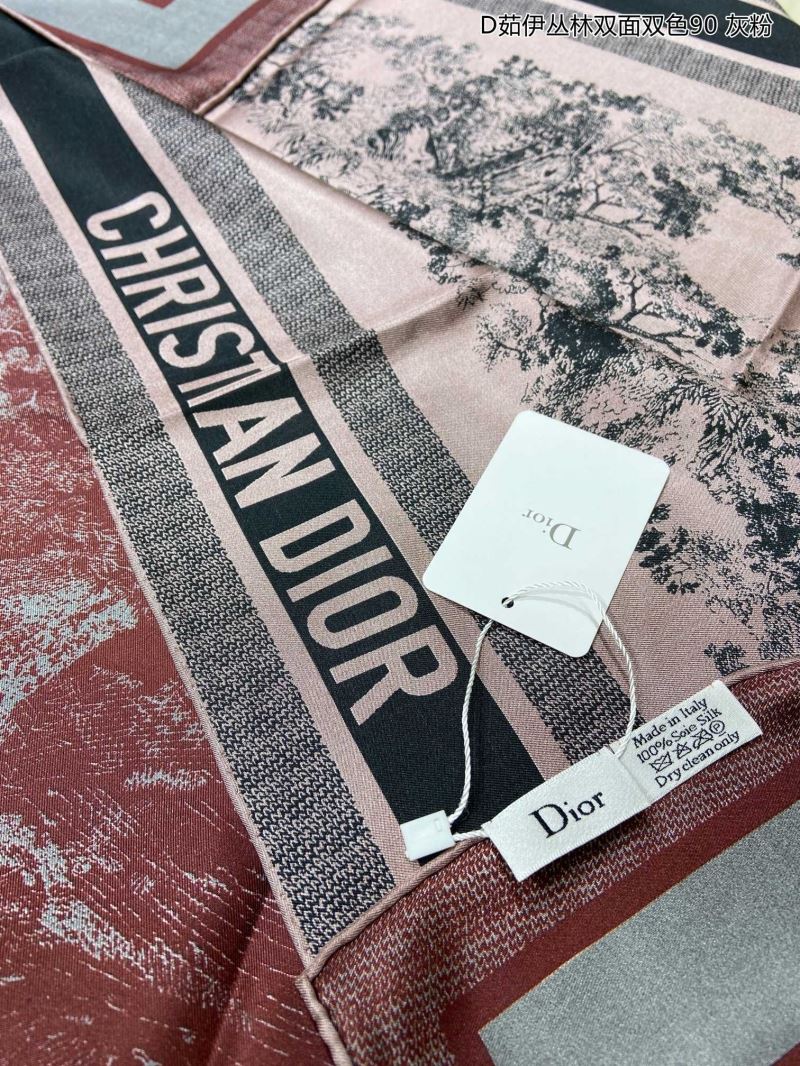 D茹伊丛林双面双色90 灰粉
CHRISTIAN DIOR
Dior
Made in Italy
100% Soie Silk
Dry clean only
Dior